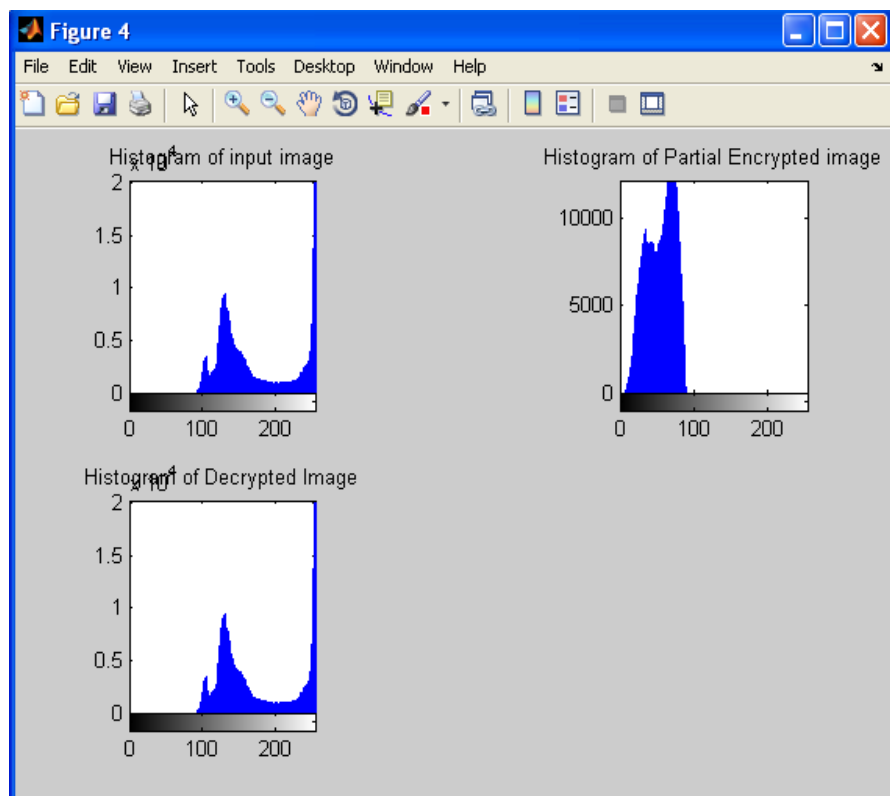 Figure 4
File Edit View Insert Tools Desktop Window Help
Histogram of input image
x 10^4
2
1.5
1
0.5
0
0 100 200
Histogram of Partial Encrypted image
10000
5000
0
0 100 200
Histogram of Decrypted Image
x 10^4
2
1.5
1
0.5
0
0 100 200